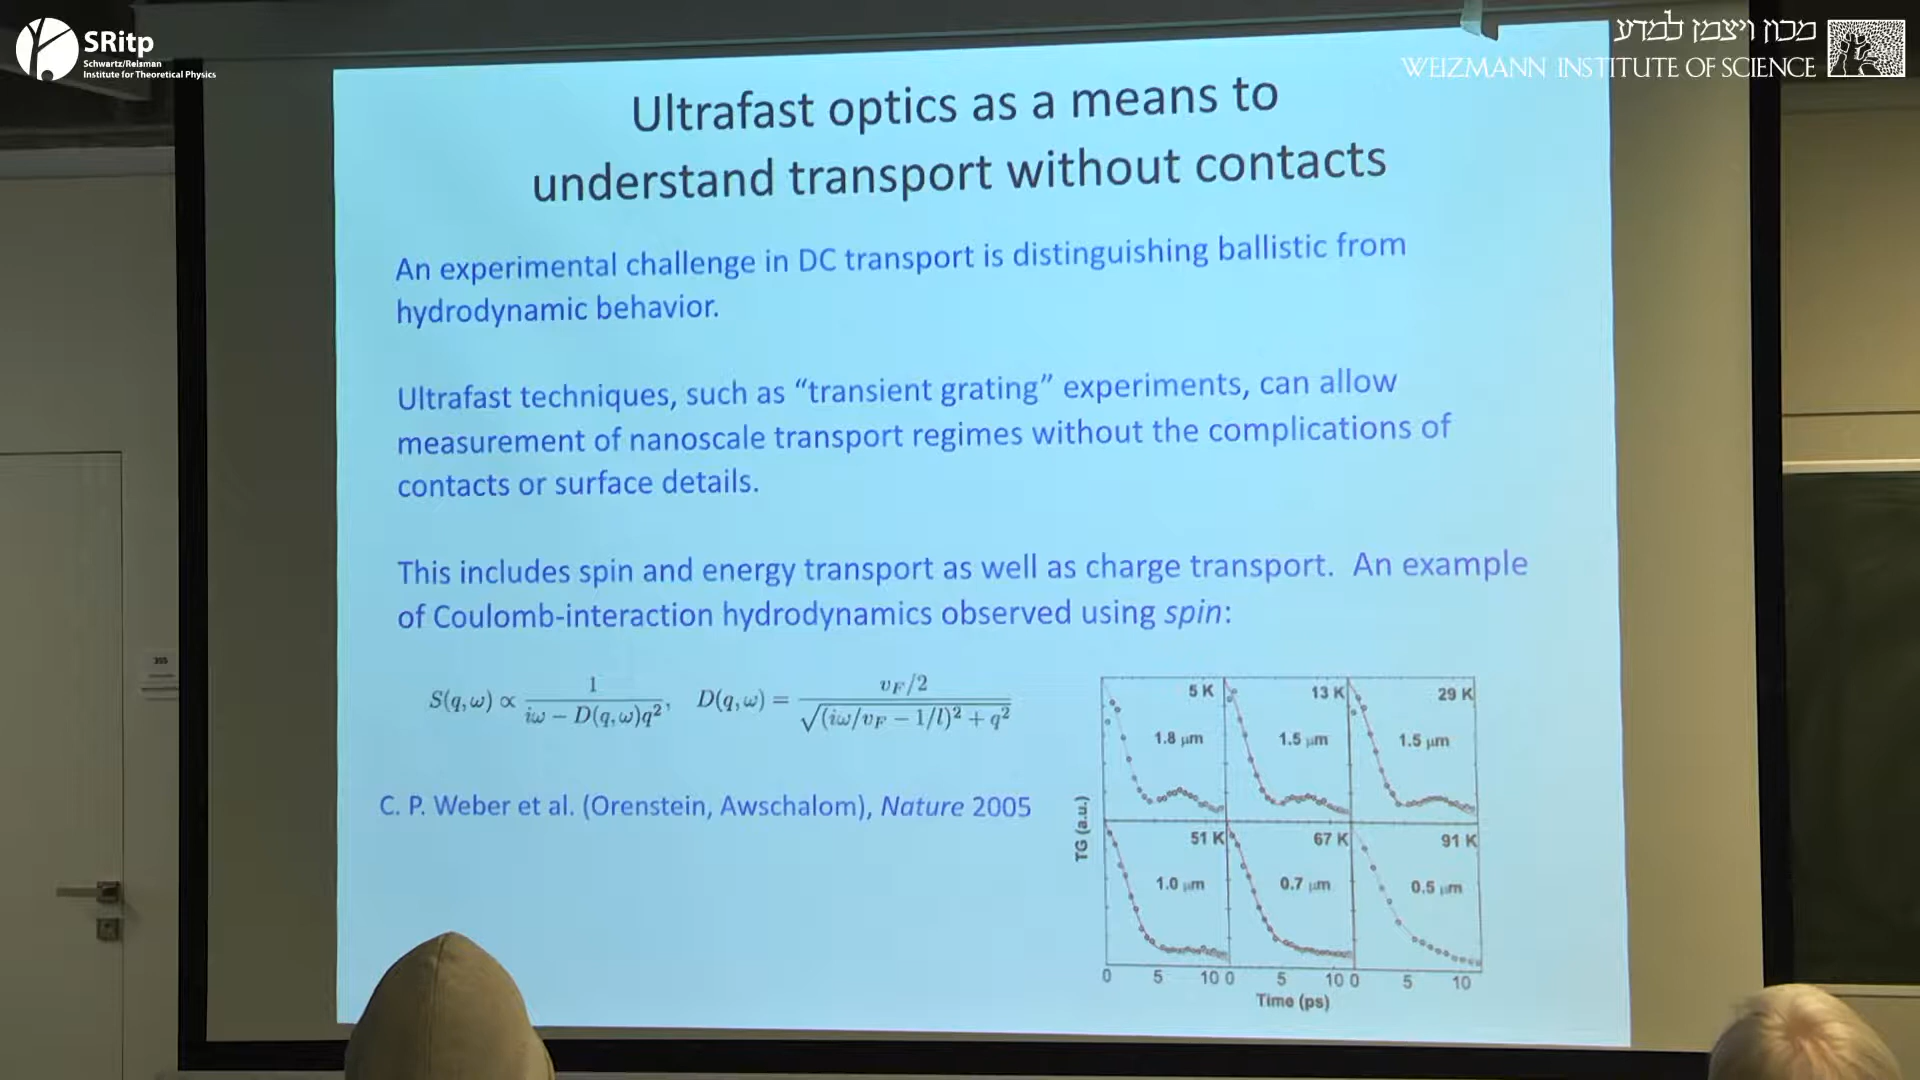 SRitp
Schwartz/Reisman
Institute for Theoretical Physics
מכון ויצמן למדע
WEIZMANN INSTITUTE OF SCIENCE
Ultrafast optics as a means to
understand transport without contacts
An experimental challenge in DC transport is distinguishing ballistic from
hydrodynamic behavior.
Ultrafast techniques, such as “transient grating” experiments, can allow
measurement of nanoscale transport regimes without the complications of
contacts or surface details.
This includes spin and energy transport as well as charge transport. An example
of Coulomb-interaction hydrodynamics observed using spin:
S(q,ω) ∝ 1 / (iω − D(q,ω)q²), D(q,ω) = (v_F/2) / √((iω/v_F − 1/l)² + q²)
C. P. Weber et al. (Orenstein, Awschalom), Nature 2005
5 K 13 K 29 K
1.8 µm 1.5 µm 1.5 µm
51 K 67 K 91 K
1.0 µm 0.7 µm 0.5 µm
TG (a.u.)
0 5 10 0 5 10 0 5 10
Time (ps)